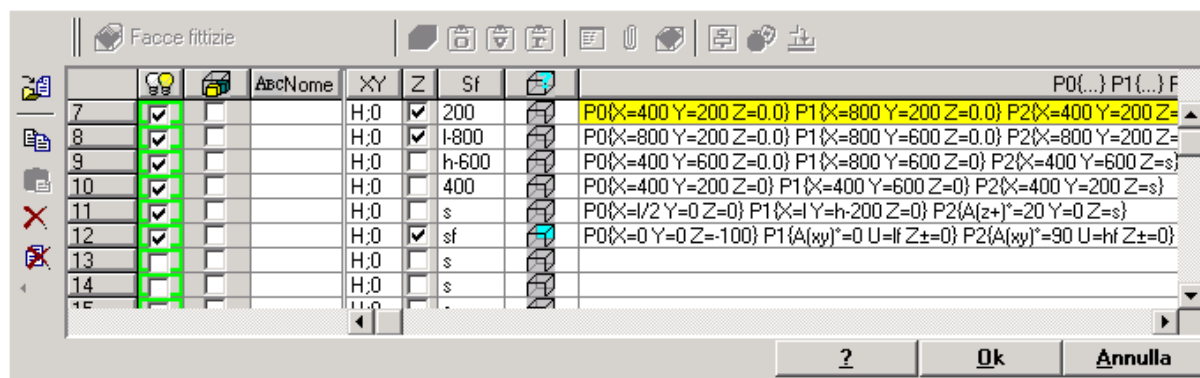 Facce fittizie
ABCNome XY Z Sf P0{...} P1{...} P
7 H;0 200 P0{X=400 Y=200 Z=0.0} P1{X=800 Y=200 Z=0.0} P2{X=400 Y=200 Z=
8 H;0 l-800 P0{X=800 Y=200 Z=0.0} P1{X=800 Y=600 Z=0.0} P2{X=800 Y=200 Z=
9 H;0 h-600 P0{X=400 Y=600 Z=0.0} P1{X=800 Y=600 Z=0} P2{X=400 Y=600 Z=s}
10 H;0 400 P0{X=400 Y=200 Z=0} P1{X=400 Y=600 Z=0} P2{X=400 Y=200 Z=s}
11 H;0 s P0{X=l/2 Y=0 Z=0} P1{X=l Y=h-200 Z=0} P2{A(z+)°=20 Y=0 Z=s}
12 H;0 sf P0{X=0 Y=0 Z=-100} P1{A(xy)°=0 U=lf Z±=0} P2{A(xy)°=90 U=hf Z±=0}
13 H;0 s
14 H;0 s
15 H;0
? Ok Annulla